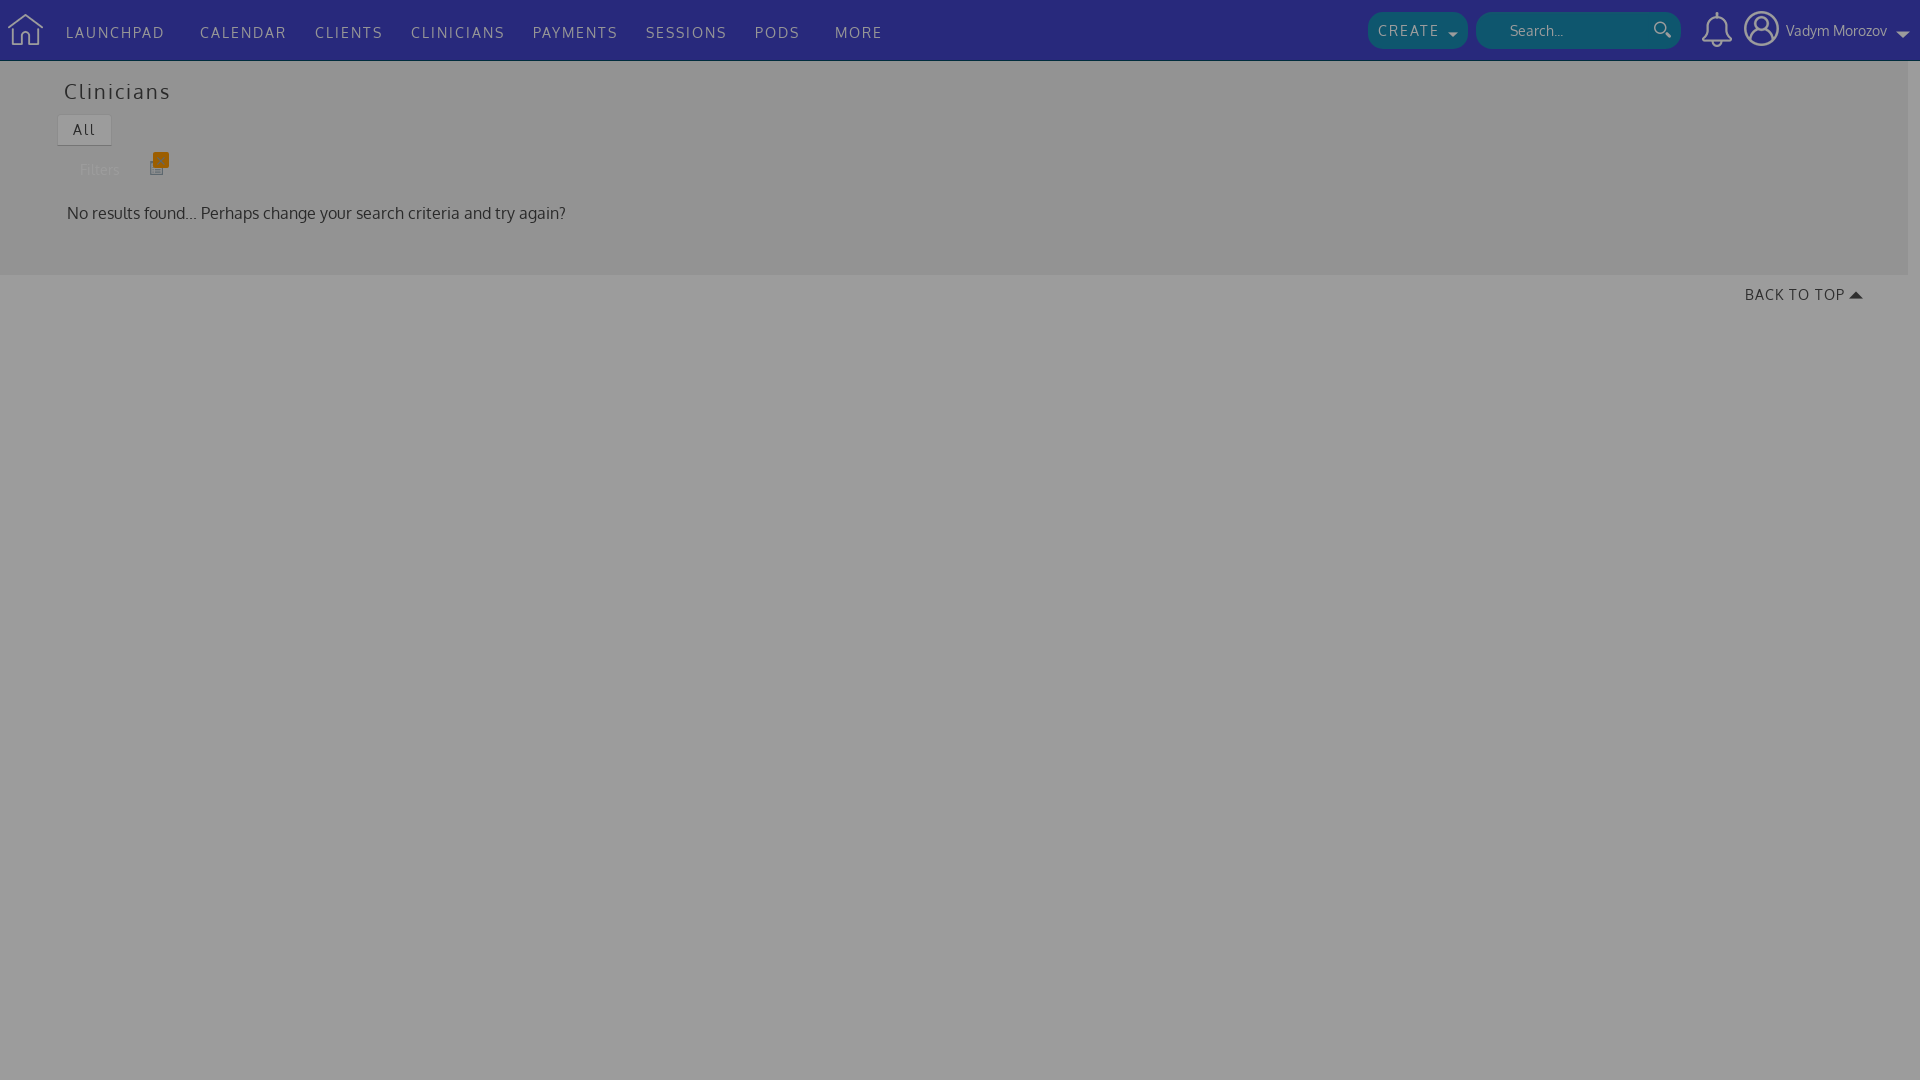 LAUNCHPAD CALENDAR CLIENTS CLINICIANS PAYMENTS SESSIONS PODS MORE CREATE Search... Vadym Morozov
Clinicians
All
Filters
No results found... Perhaps change your search criteria and try again?
BACK TO TOP